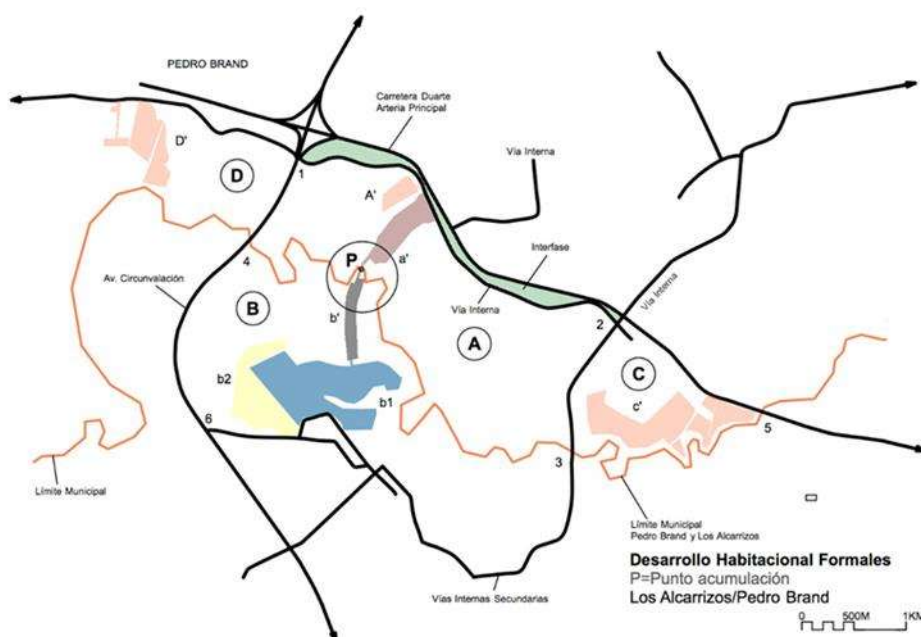 PEDRO BRAND
Carretera Duarte
Arteria Principal
Vía Interna
D'
D
1
A'
P
a'
Interfase
4
Av. Circunvalación
B
b'
Vía Interna
Vía Interna
2
A
C
b2
b1
c'
6
5
3
Límite Municipal
Límite Municipal
Pedro Brand y Los Alcarrizos
Desarrollo Habitacional Formales
P=Punto acumulación
Los Alcarrizos/Pedro Brand
Vías Internas Secundarias
0 500M 1KM